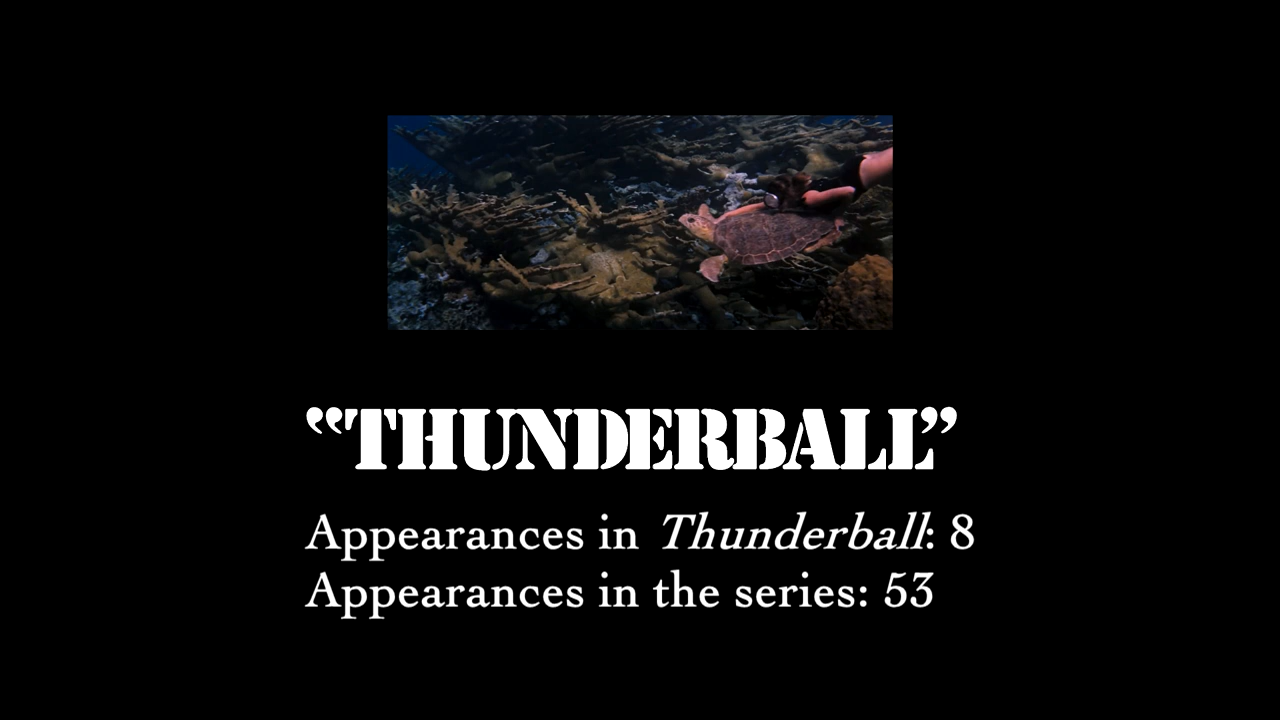 “THUNDERBALL”
Appearances in Thunderball: 8
Appearances in the series: 53